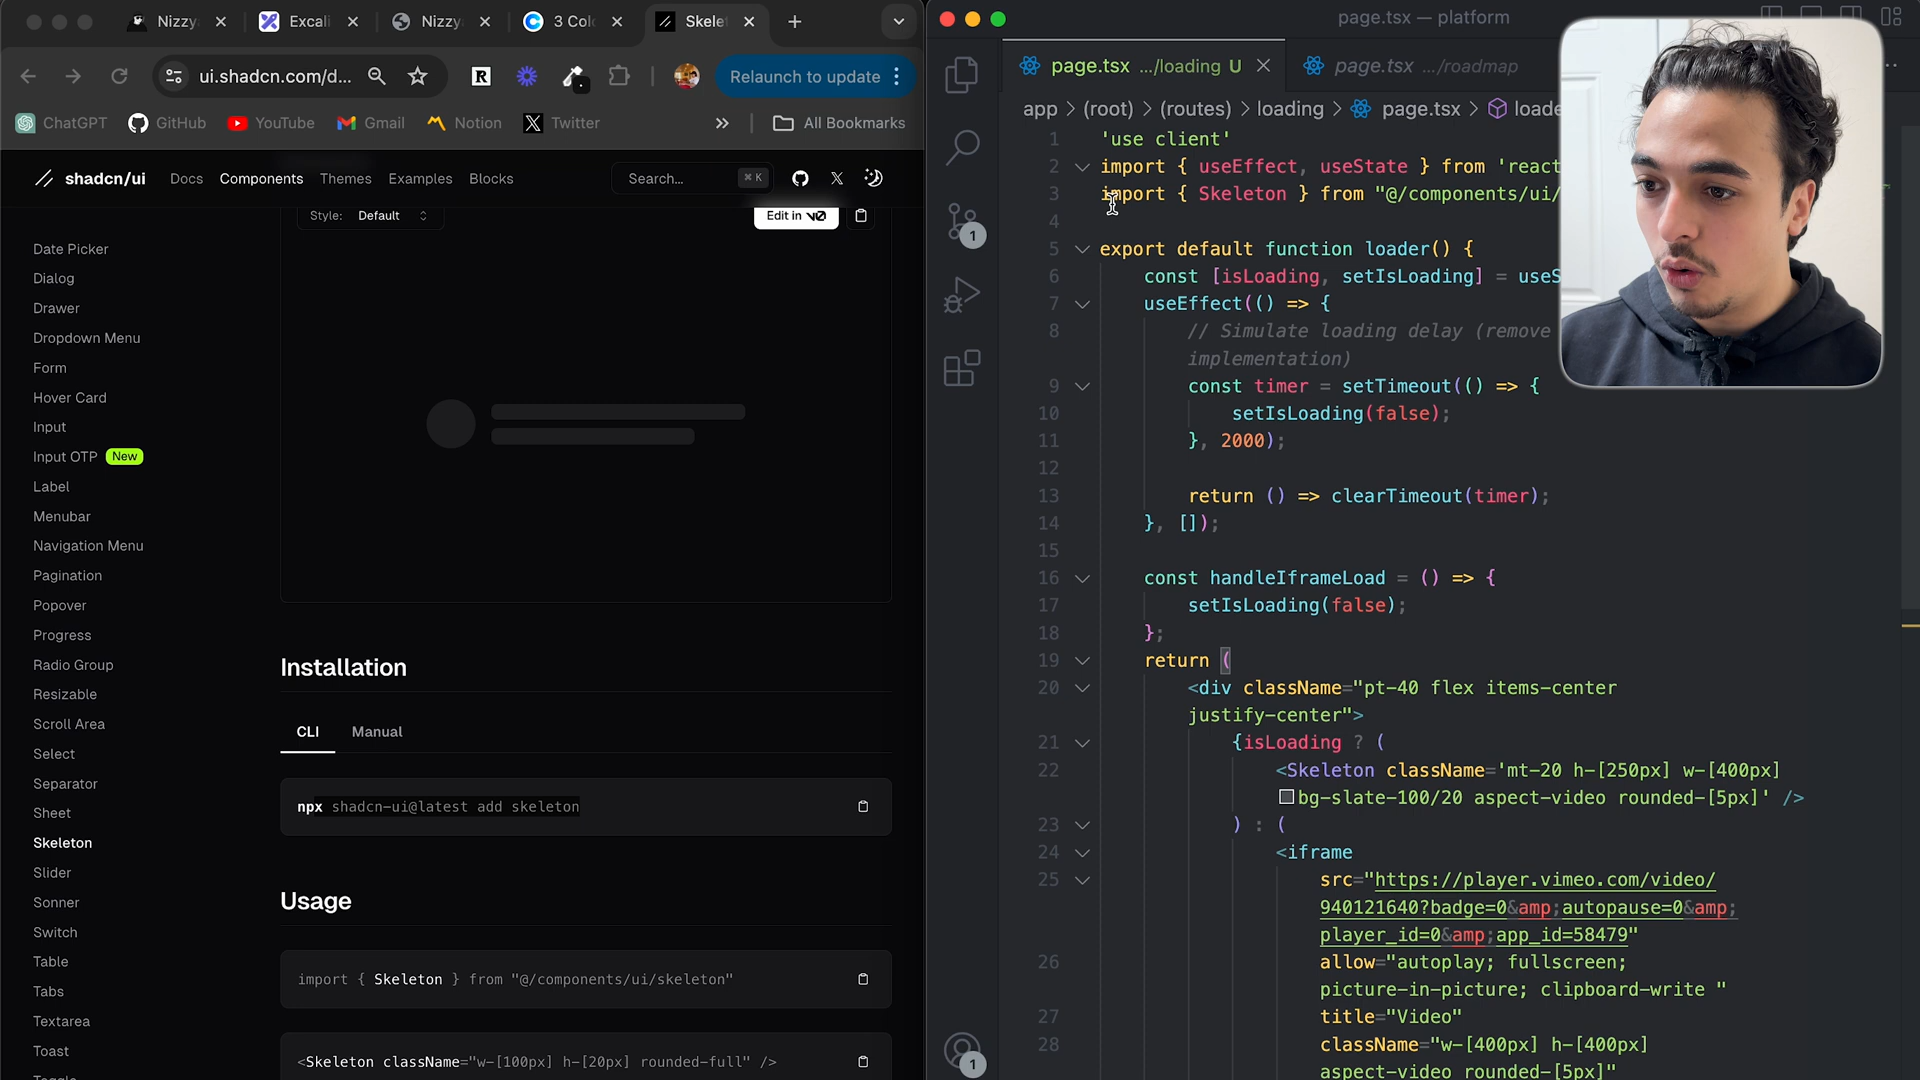 Nizzy
Excali
Nizzy
3 Col
Skele
ui.shadcn.com/d...
Relaunch to update
ChatGPT
GitHub
YouTube
Gmail
Notion
Twitter
All Bookmarks
shadcn/ui
Docs
Components
Themes
Examples
Blocks
Search...
⌘ K
Style: Default
Edit in v0
Date Picker
Dialog
Drawer
Dropdown Menu
Form
Hover Card
Input
Input OTP New
Label
Menubar
Navigation Menu
Pagination
Popover
Progress
Radio Group
Resizable
Scroll Area
Select
Separator
Sheet
Skeleton
Slider
Sonner
Switch
Table
Tabs
Textarea
Toast
Installation
CLI
Manual
npx shadcn-ui@latest add skeleton
Usage
import { Skeleton } from "@/components/ui/skeleton"
<Skeleton className="w-[100px] h-[20px] rounded-full" />
page.tsx — platform
page.tsx .../loading U
page.tsx .../roadmap
app > (root) > (routes) > loading > page.tsx > loade
1 'use client'
2 import { useEffect, useState } from 'react
3 import { Skeleton } from "@/components/ui/
4
5 export default function loader() {
6 const [isLoading, setIsLoading] = useS
7 useEffect(() => {
8 // Simulate loading delay (remove
implementation)
9 const timer = setTimeout(() => {
10 setIsLoading(false);
11 }, 2000);
12
13 return () => clearTimeout(timer);
14 }, []);
15
16 const handleIframeLoad = () => {
17 setIsLoading(false);
18 };
19 return (
20 <div className="pt-40 flex items-center
justify-center">
21 {isLoading ? (
22 <Skeleton className='mt-20 h-[250px] w-[400px]
bg-slate-100/20 aspect-video rounded-[5px]' />
23 ) : (
24 <iframe
25 src="https://player.vimeo.com/video/
940121640?badge=0&amp;autopause=0&amp;
player_id=0&amp;app_id=58479"
26 allow="autoplay; fullscreen;
picture-in-picture; clipboard-write "
27 title="Video"
28 className="w-[400px] h-[400px]
aspect-video rounded-[5px]"
1
1